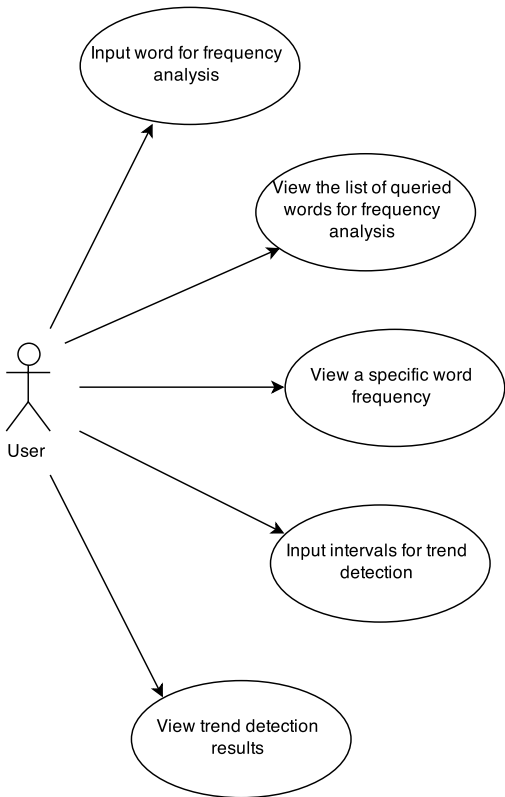 Input word for frequency
analysis
View the list of queried
words for frequency
analysis
View a specific word
frequency
User
Input intervals for trend
detection
View trend detection
results